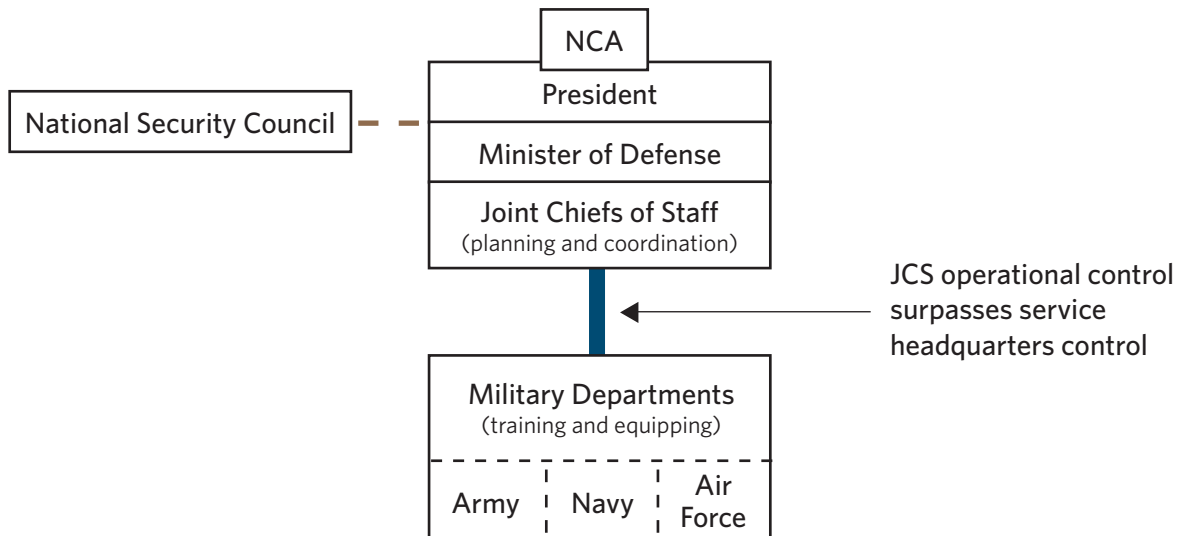 NCA
President
National Security Council
Minister of Defense
Joint Chiefs of Staff
(planning and coordination)
JCS operational control
surpasses service
headquarters control
Military Departments
(training and equipping)
Army
Navy
Air
Force